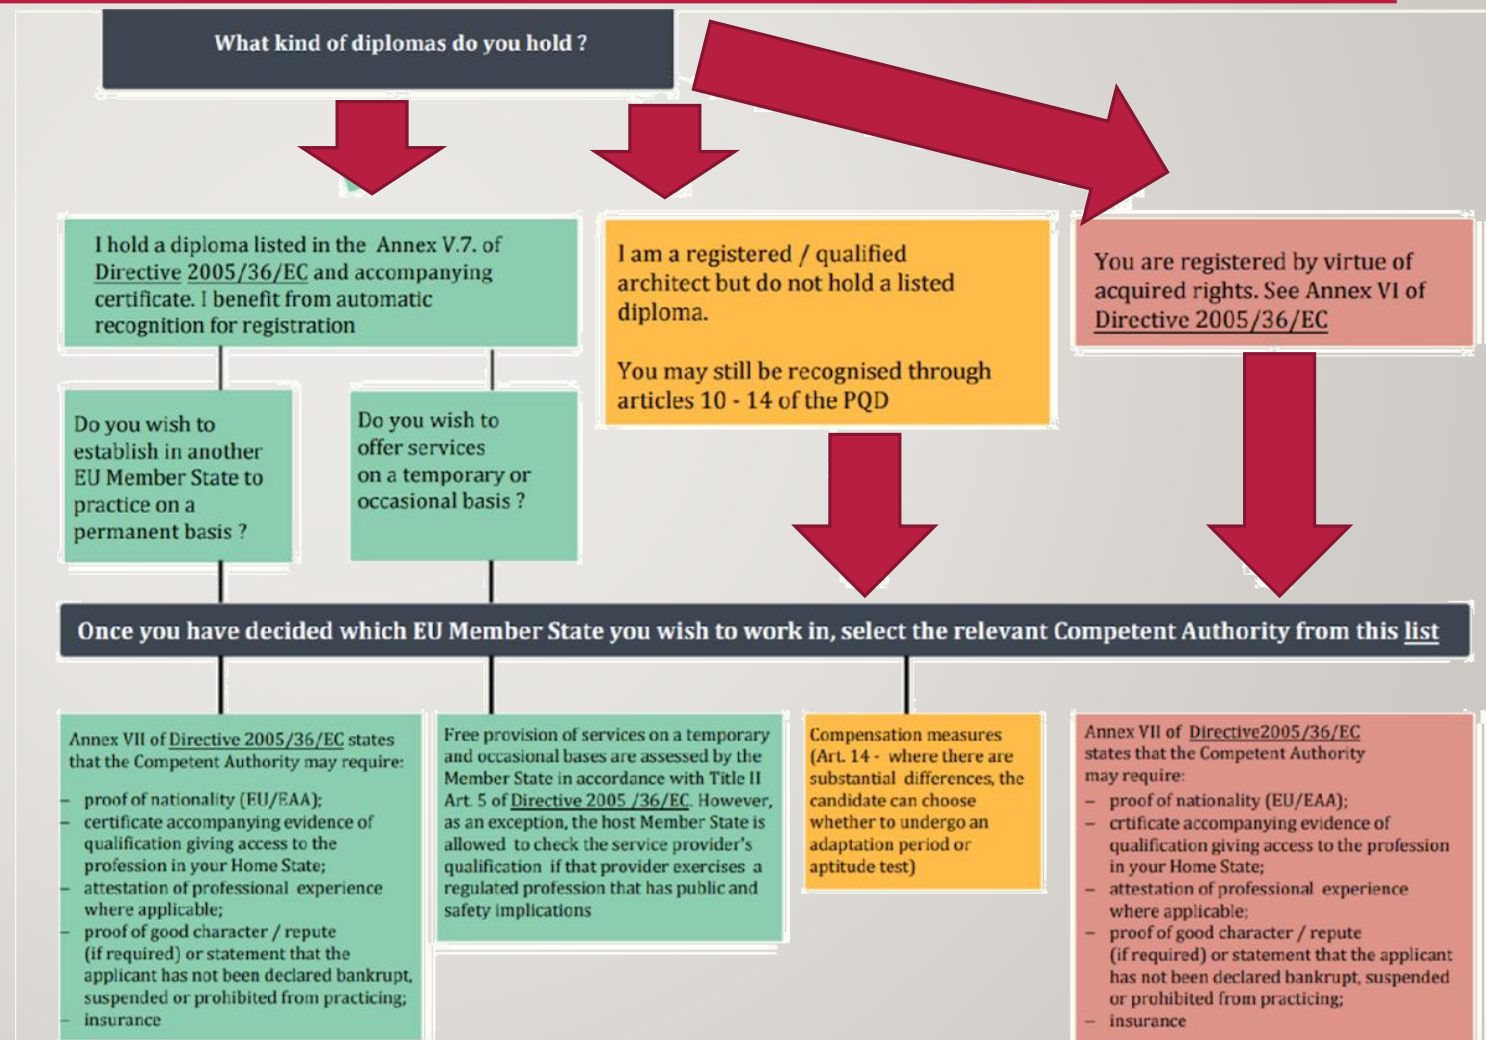 What kind of diplomas do you hold ?
I hold a diploma listed in the Annex V.7. of
Directive 2005/36/EC and accompanying
certificate. I benefit from automatic
recognition for registration
I am a registered / qualified
architect but do not hold a listed
diploma.
You may still be recognised through
articles 10 - 14 of the PQD
You are registered by virtue of
acquired rights. See Annex VI of
Directive 2005/36/EC
Do you wish to
establish in another
EU Member State to
practice on a
permanent basis ?
Do you wish to
offer services
on a temporary or
occasional basis ?
Once you have decided which EU Member State you wish to work in, select the relevant Competent Authority from this list
Annex VII of Directive 2005/36/EC states
that the Competent Authority may require:
– proof of nationality (EU/EAA);
– certificate accompanying evidence of
qualification giving access to the
profession in your Home State;
– attestation of professional experience
where applicable;
– proof of good character / repute
(if required) or statement that the
applicant has not been declared bankrupt,
suspended or prohibited from practicing;
– insurance
Free provision of services on a temporary
and occasional bases are assessed by the
Member State in accordance with Title II
Art. 5 of Directive 2005 /36/EC. However,
as an exception, the host Member State is
allowed to check the service provider's
qualification if that provider exercises a
regulated profession that has public and
safety implications
Compensation measures
(Art. 14 - where there are
substantial differences, the
candidate can choose
whether to undergo an
adaptation period or
aptitude test)
Annex VII of Directive2005/36/EC
states that the Competent Authority
may require:
– proof of nationality (EU/EAA);
– crtificate accompanying evidence of
qualification giving access to the profession
in your Home State;
– attestation of professional experience
where applicable;
– proof of good character / repute
(if required) or statement that the applicant
has not been declared bankrupt, suspended
or prohibited from practicing;
– insurance